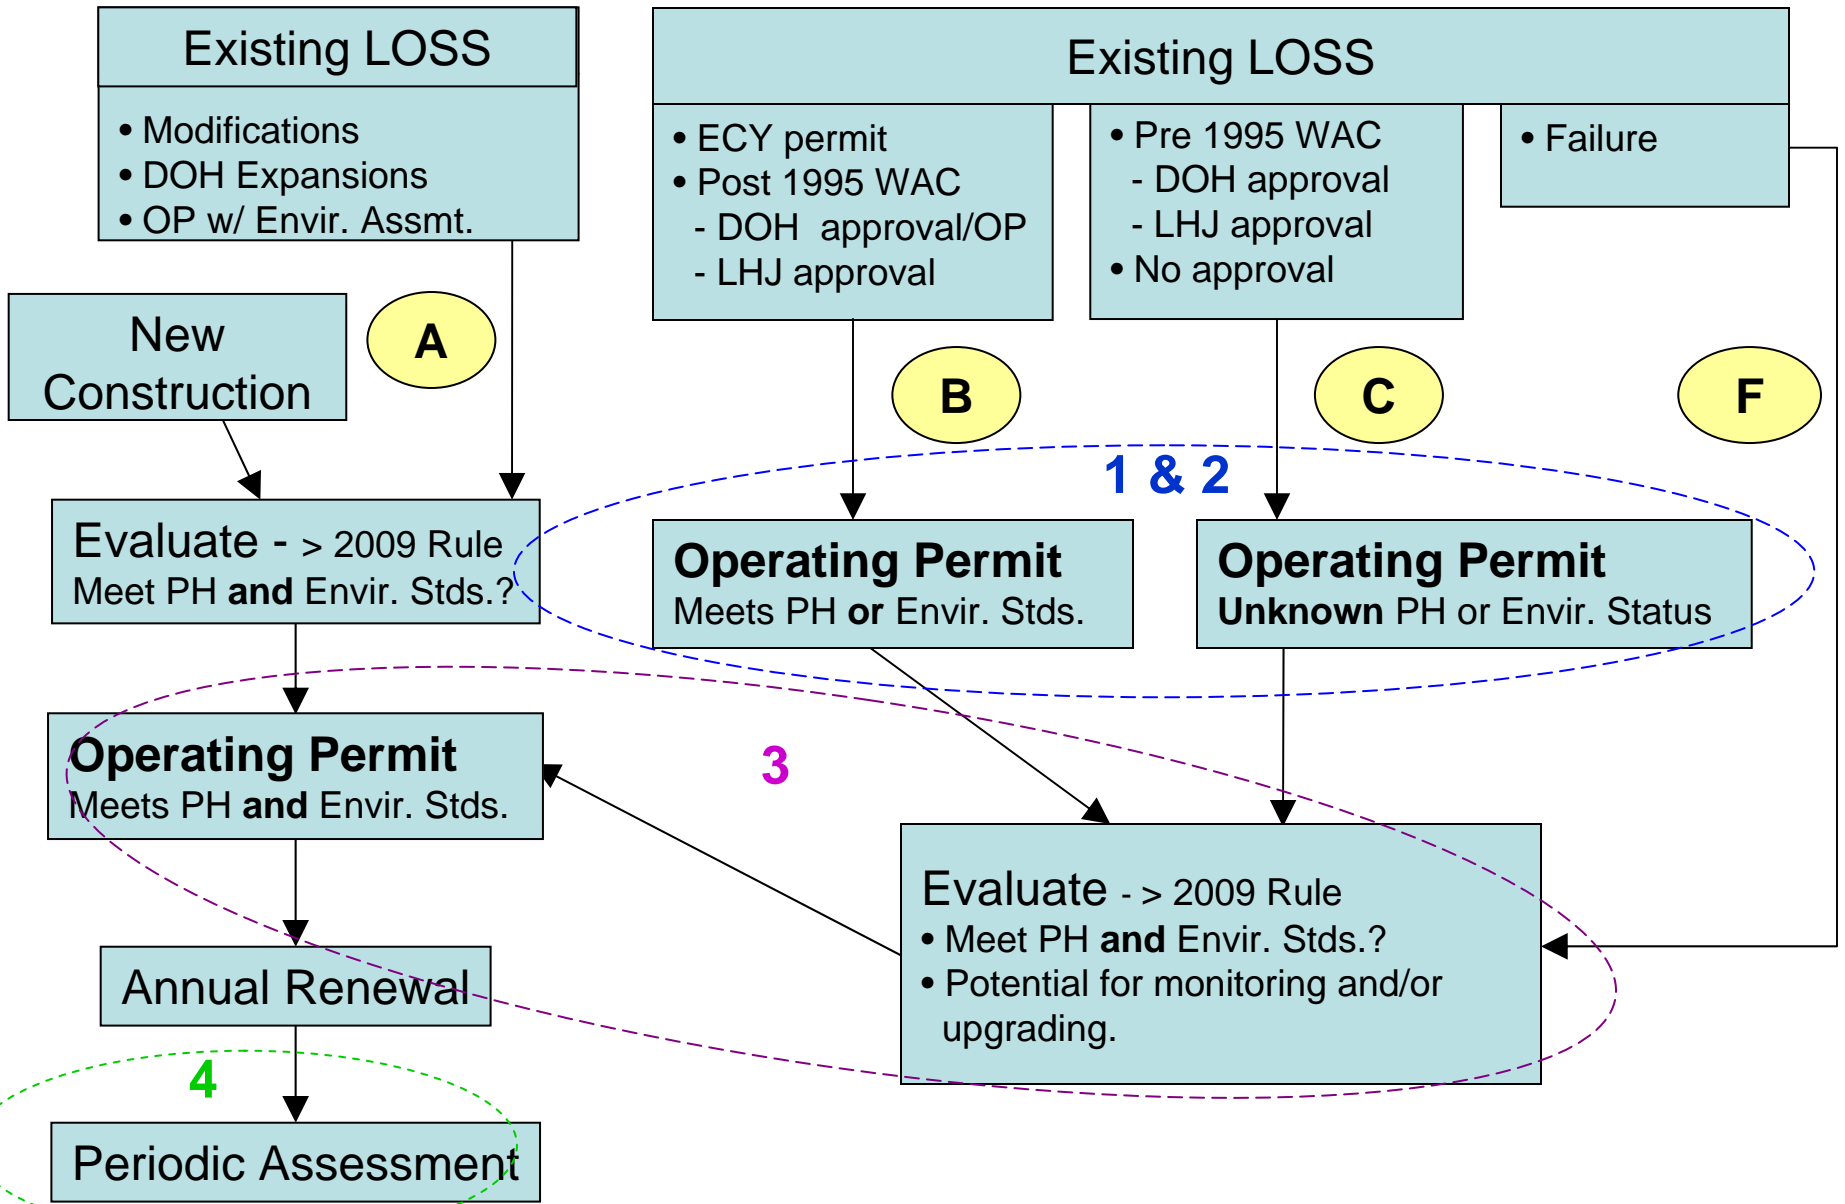 Existing LOSS
• Modifications
• DOH Expansions
• OP w/ Envir. Assmt.
Existing LOSS
• ECY permit
• Post 1995 WAC
- DOH approval/OP
- LHJ approval
• Pre 1995 WAC
- DOH approval
- LHJ approval
• No approval
• Failure
New
Construction
A
B
C
F
1 & 2
Evaluate - > 2009 Rule
Meet PH and Envir. Stds.?
Operating Permit
Meets PH or Envir. Stds.
Operating Permit
Unknown PH or Envir. Status
Operating Permit
Meets PH and Envir. Stds.
3
Evaluate - > 2009 Rule
• Meet PH and Envir. Stds.?
• Potential for monitoring and/or
upgrading.
Annual Renewal
4
Periodic Assessment